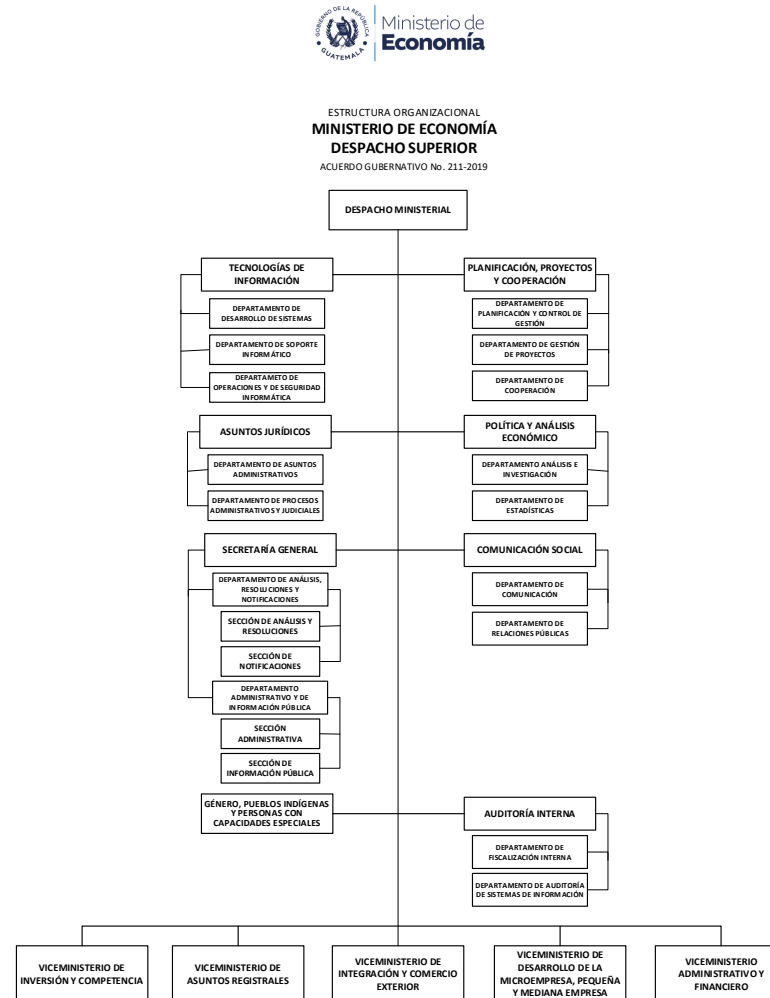 GOBIERNO DE LA REPÚBLICA
GUATEMALA
Ministerio de
Economía
ESTRUCTURA ORGANIZACIONAL
MINISTERIO DE ECONOMÍA
DESPACHO SUPERIOR
ACUERDO GUBERNATIVO No. 211-2019
DESPACHO MINISTERIAL
TECNOLOGÍAS DE
INFORMACIÓN
DEPARTAMENTO DE
DESARROLLO DE SISTEMAS
DEPARTAMENTO DE SOPORTE
INFORMÁTICO
DEPARTAMETO DE
OPERACIONES Y DE SEGURIDAD
INFORMÁTICA
PLANIFICACIÓN, PROYECTOS
Y COOPERACIÓN
DEPARTAMENTO DE
PLANIFICACIÓN Y CONTROL DE
GESTIÓN
DEPARTAMENTO DE GESTIÓN
DE PROYECTOS
DEPARTAMENTO DE
COOPERACIÓN
ASUNTOS JURÍDICOS
DEPARTAMENTO DE ASUNTOS
ADMINISTRATIVOS
DEPARTAMENTO DE PROCESOS
ADMINISTRATIVOS Y JUDICIALES
POLÍTICA Y ANÁLISIS
ECONÓMICO
DEPARTAMENTO ANÁLISIS E
INVESTIGACIÓN
DEPARTAMENTO DE
ESTADÍSTICAS
SECRETARÍA GENERAL
DEPARTAMENTO DE ANÁLISIS,
RESOLUCIONES Y
NOTIFICACIONES
SECCIÓN DE ANÁLISIS Y
RESOLUCIONES
SECCIÓN DE
NOTIFICACIONES
DEPARTAMENTO
ADMINISTRATIVO Y DE
INFORMACIÓN PÚBLICA
SECCIÓN
ADMINISTRATIVA
SECCIÓN DE
INFORMACIÓN PÚBLICA
COMUNICACIÓN SOCIAL
DEPARTAMENTO DE
COMUNICACIÓN
DEPARTAMENTO DE
RELACIONES PÚBLICAS
GÉNERO, PUEBLOS INDÍGENAS
Y PERSONAS CON
CAPACIDADES ESPECIALES
AUDITORÍA INTERNA
DEPARTAMENTO DE
FISCALIZACIÓN INTERNA
DEPARTAMENTO DE AUDITORÍA
DE SISTEMAS DE INFORMACIÓN
VICEMINISTERIO DE
INVERSIÓN Y COMPETENCIA
VICEMINISTERIO DE
ASUNTOS REGISTRALES
VICEMINISTERIO DE
INTEGRACIÓN Y COMERCIO
EXTERIOR
VICEMINISTERIO DE
DESARROLLO DE LA
MICROEMPRESA, PEQUEÑA
Y MEDIANA EMPRESA
VICEMINISTERIO
ADMINISTRATIVO Y
FINANCIERO